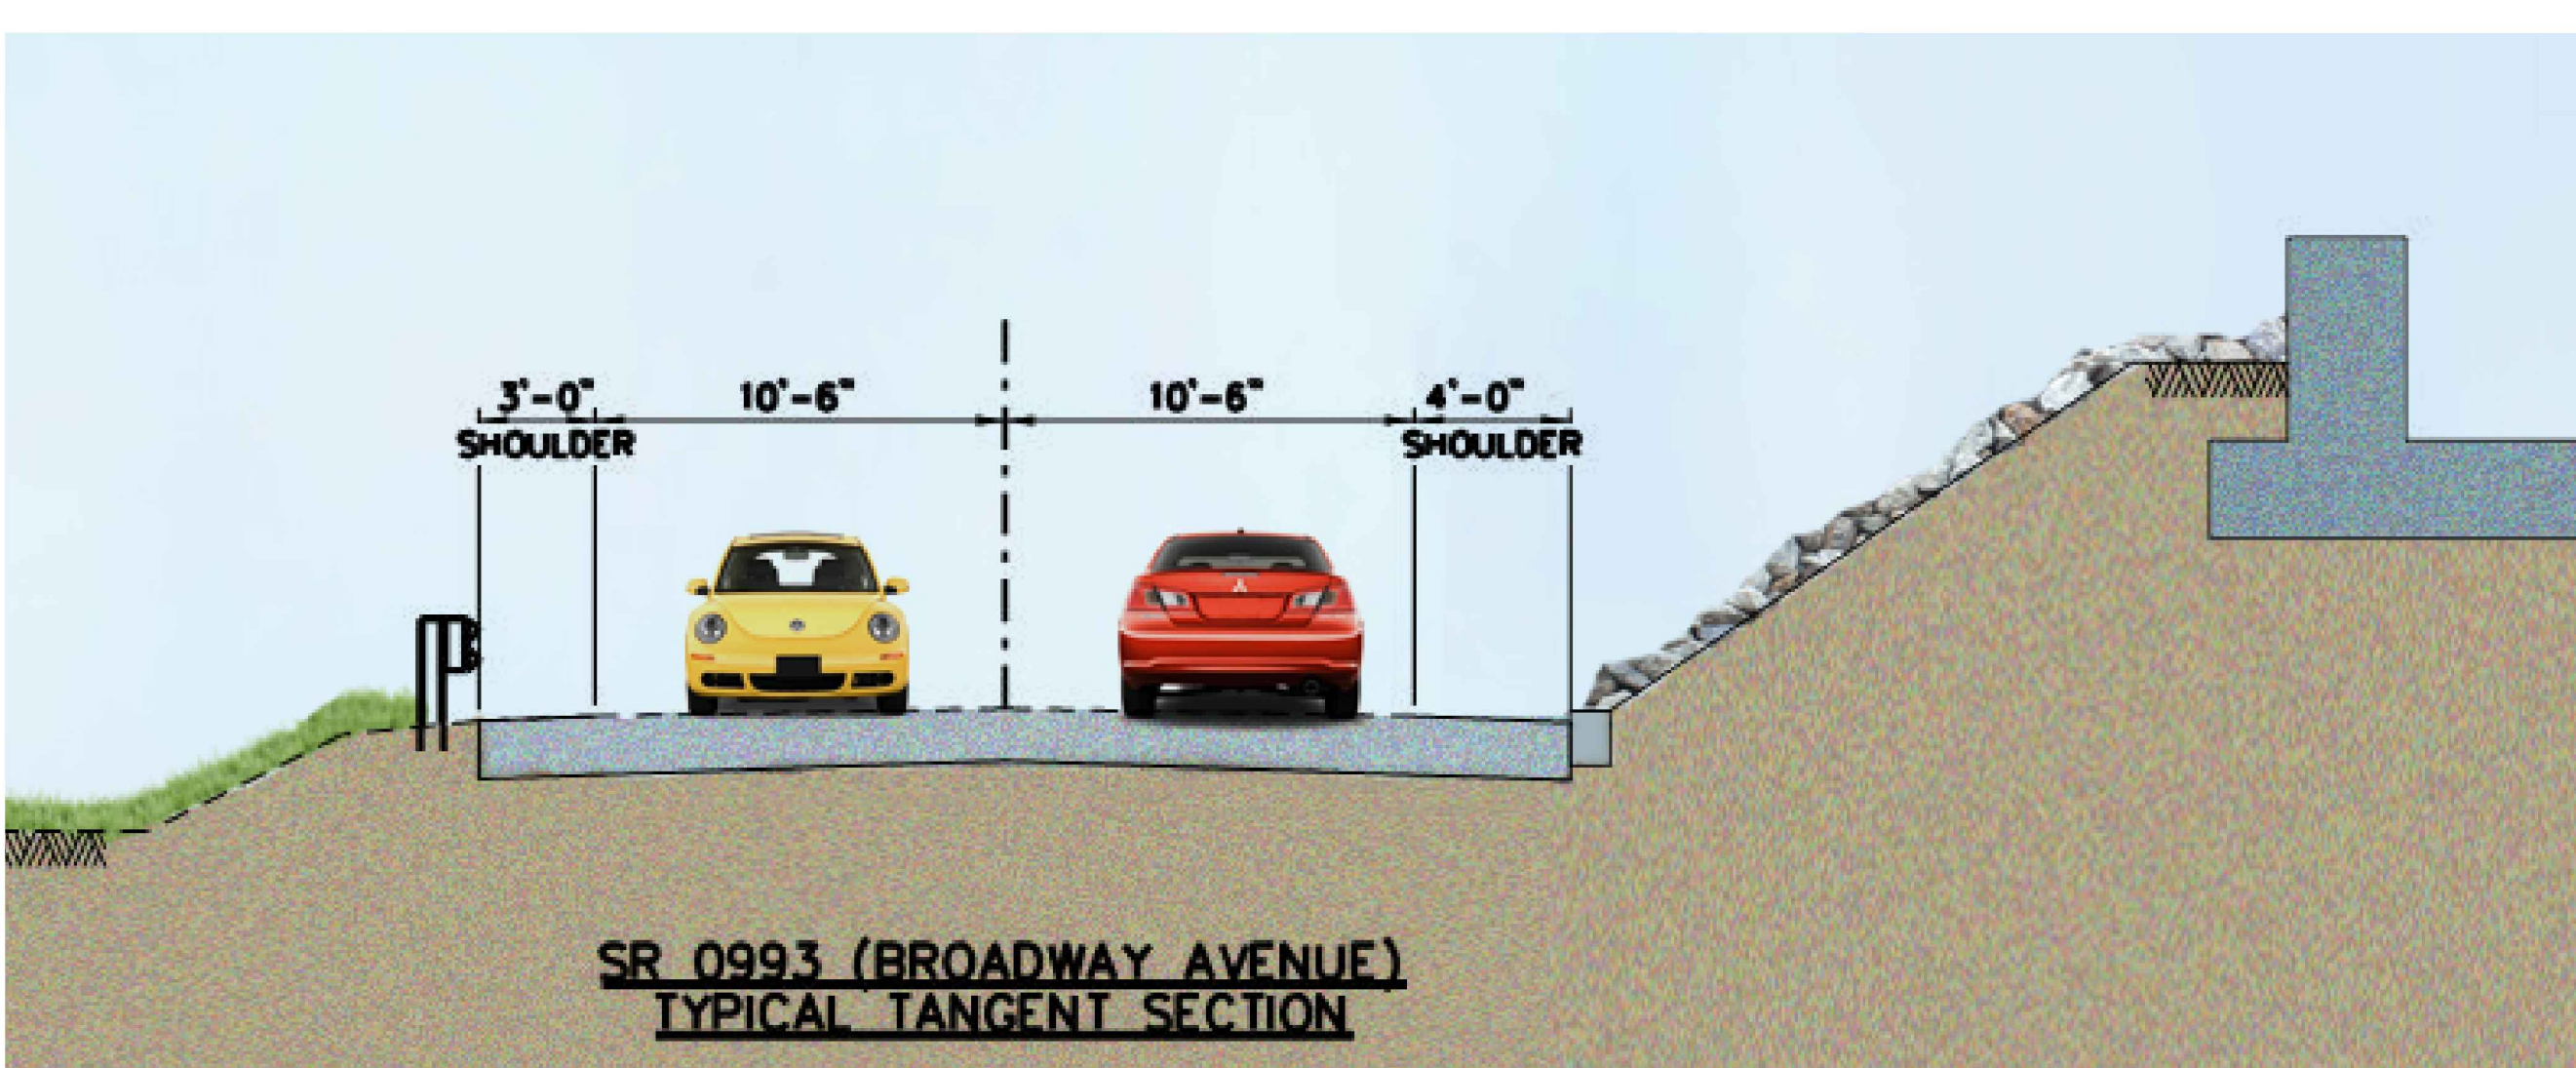 3'-0" 10'-6" 10'-6" 4'-0"
SHOULDER SHOULDER
SR 0993 (BROADWAY AVENUE)
TYPICAL TANGENT SECTION